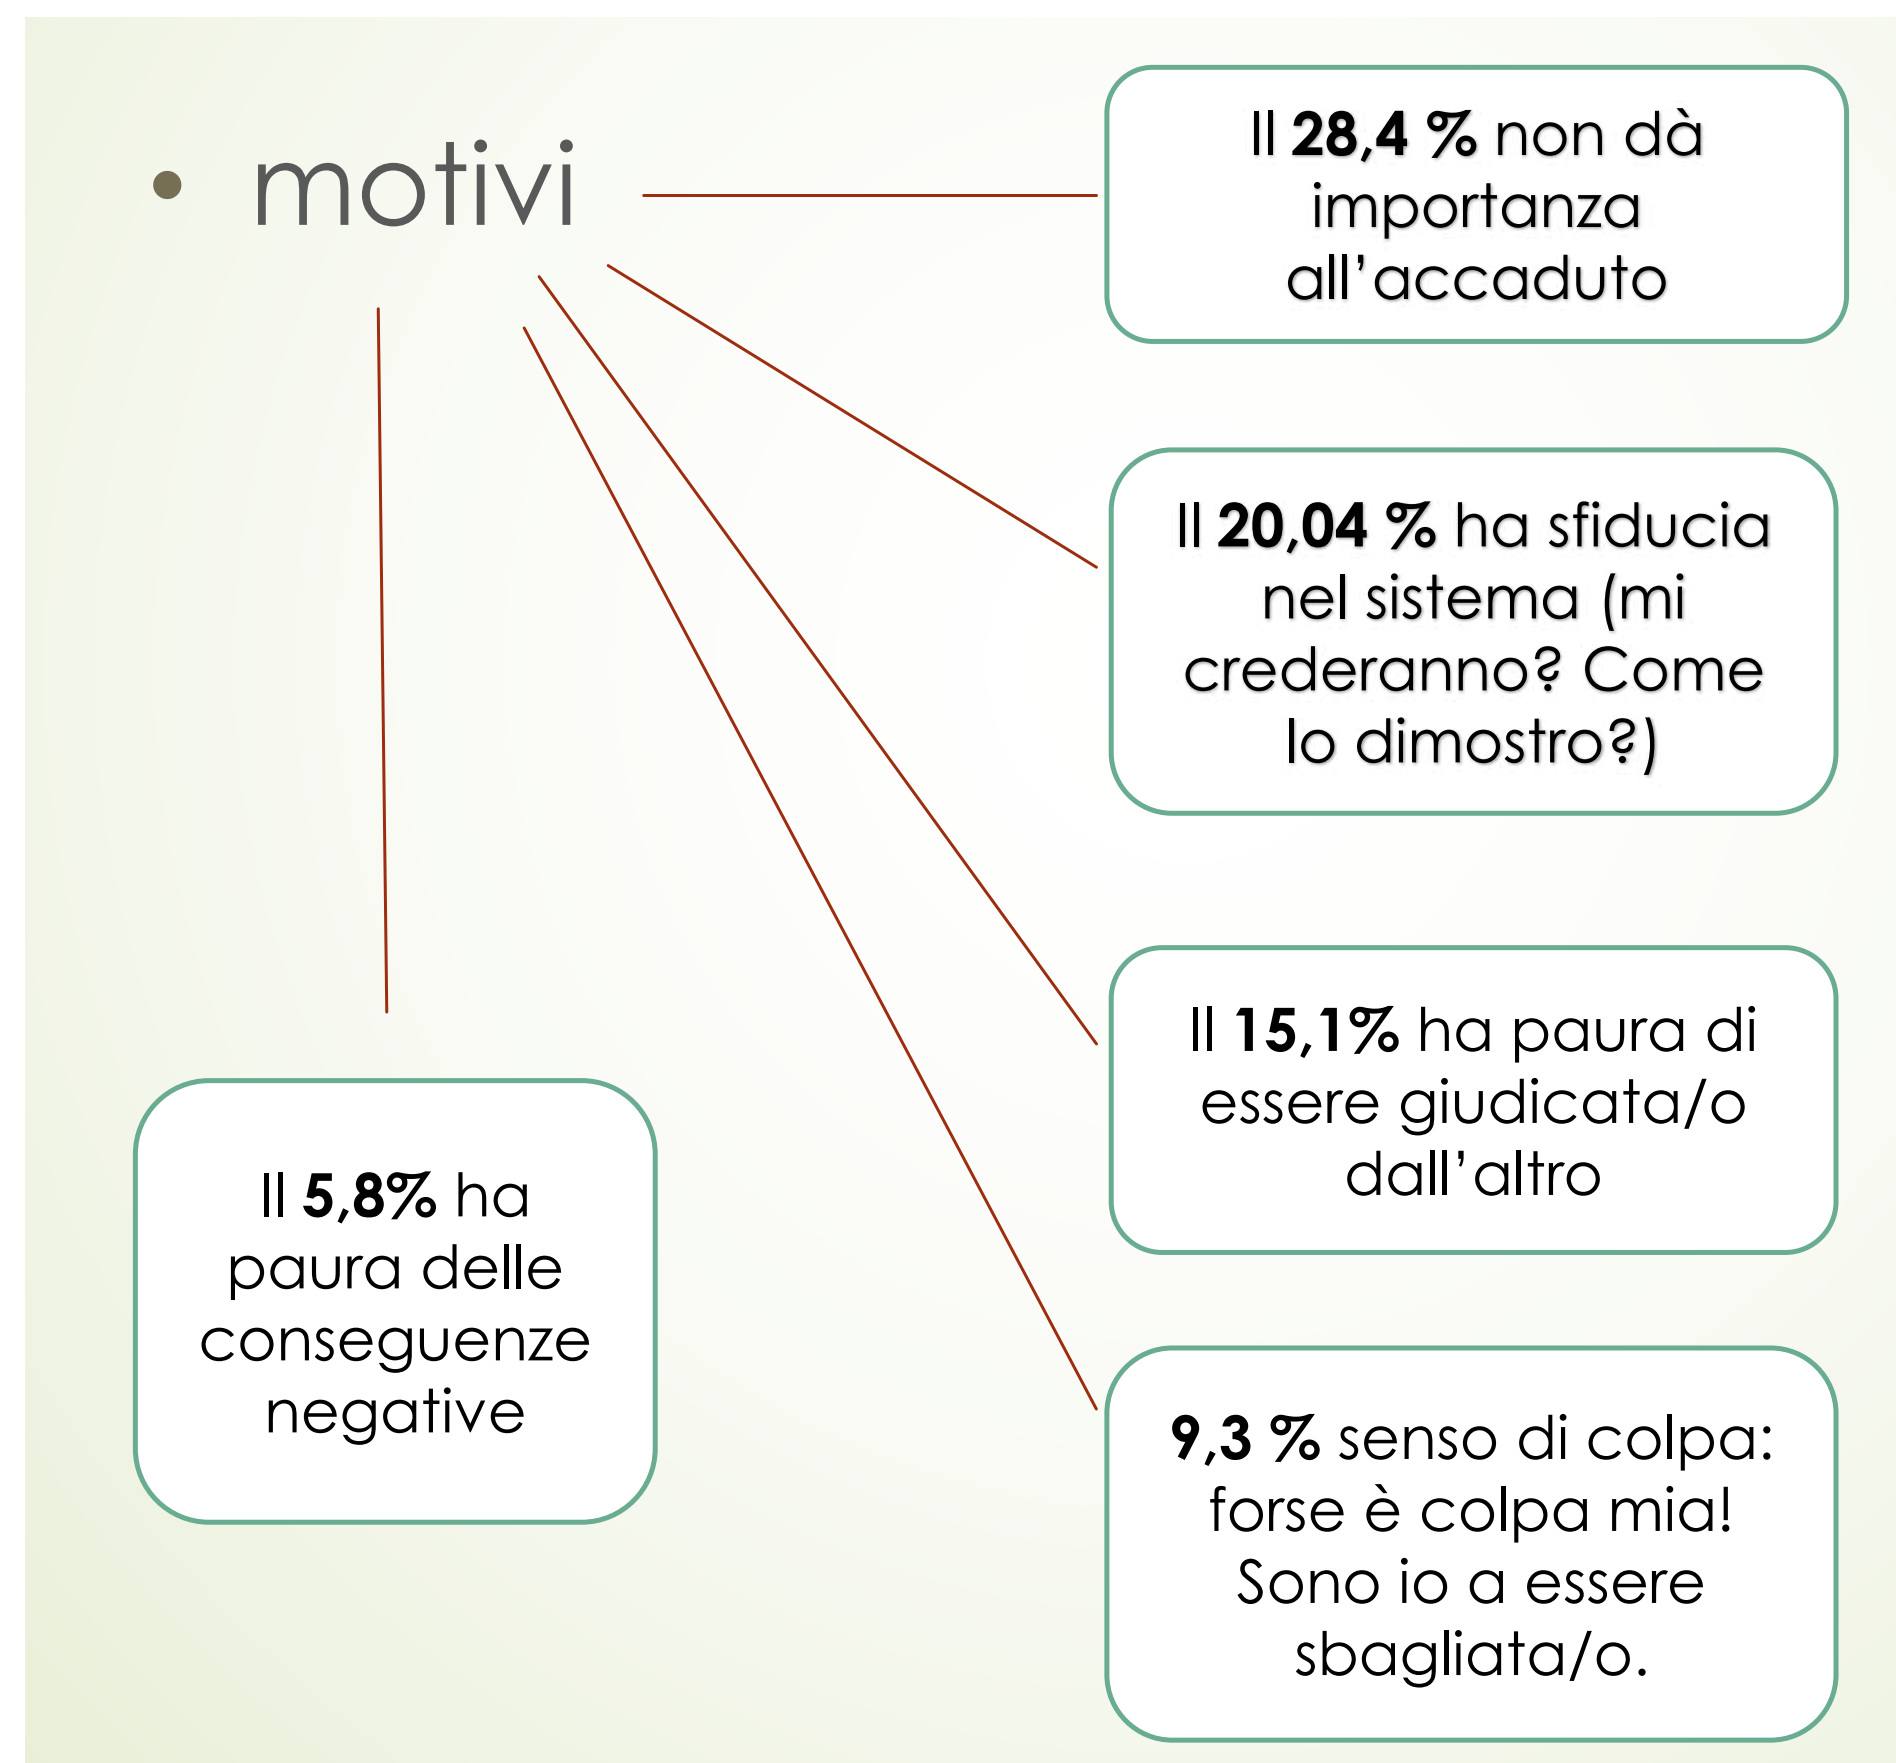 • motivi
Il 28,4 % non dà
importanza
all’accaduto
Il 20,04 % ha sfiducia
nel sistema (mi
crederanno? Come
lo dimostro?)
Il 15,1% ha paura di
essere giudicata/o
dall’altro
9,3 % senso di colpa:
forse è colpa mia!
Sono io a essere
sbagliata/o.
Il 5,8% ha
paura delle
conseguenze
negative